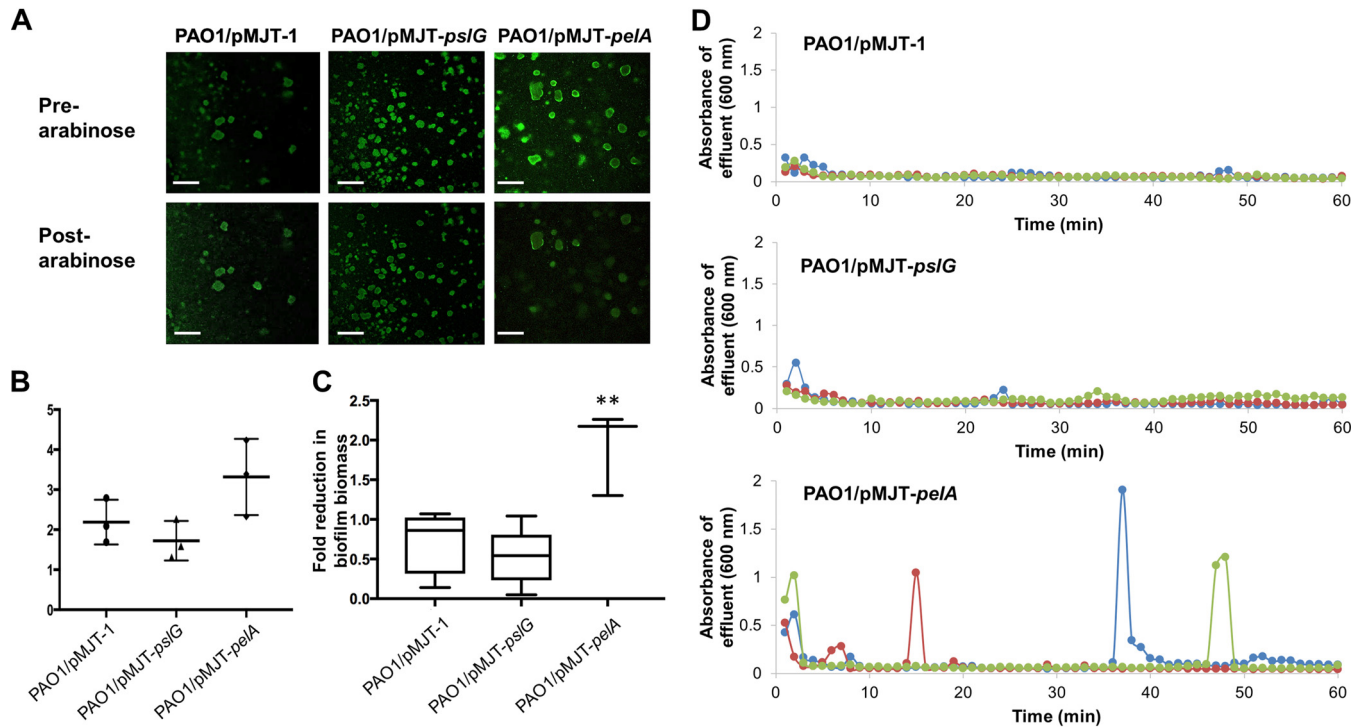 A
PAO1/pMJT-1 PAO1/pMJT-pslG PAO1/pMJT-pelA
Pre-
arabinose
Post-
arabinose
B
5
4
3
2
1
0
PAO1/pMJT-1
PAO1/pMJT-pslG
PAO1/pMJT-pelA
C
Fold reduction in
biofilm biomass
2.5
2.0
1.5
1.0
0.5
0.0
**
PAO1/pMJT-1
PAO1/pMJT-pslG
PAO1/pMJT-pelA
D
PAO1/pMJT-1
Absorbance of
effluent (600 nm)
2
1.5
1
0.5
0
0 10 20 30 40 50 60
Time (min)
PAO1/pMJT-pslG
Absorbance of
effluent (600 nm)
2
1.5
1
0.5
0
0 10 20 30 40 50 60
Time (min)
PAO1/pMJT-pelA
Absorbance of
effluent (600 nm)
2
1.5
1
0.5
0
0 10 20 30 40 50 60
Time (min)